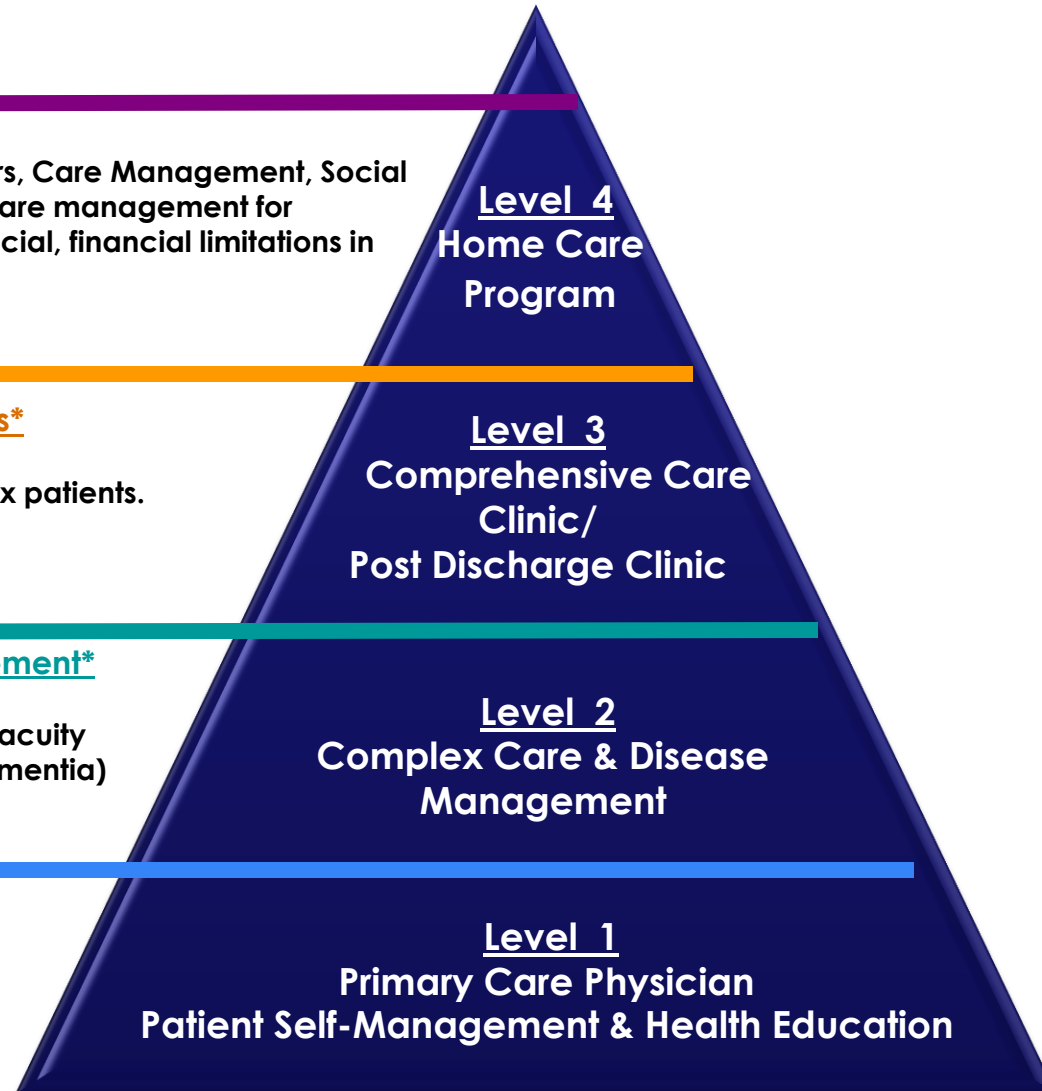 rs, Care Management, Social
are management for
cial, financial limitations in
Level 4
Home Care
Program
s*
x patients.
Level 3
Comprehensive Care
Clinic/
Post Discharge Clinic
ement*
acuity
mentia)
Level 2
Complex Care & Disease
Management
Level 1
Primary Care Physician
Patient Self-Management & Health Education